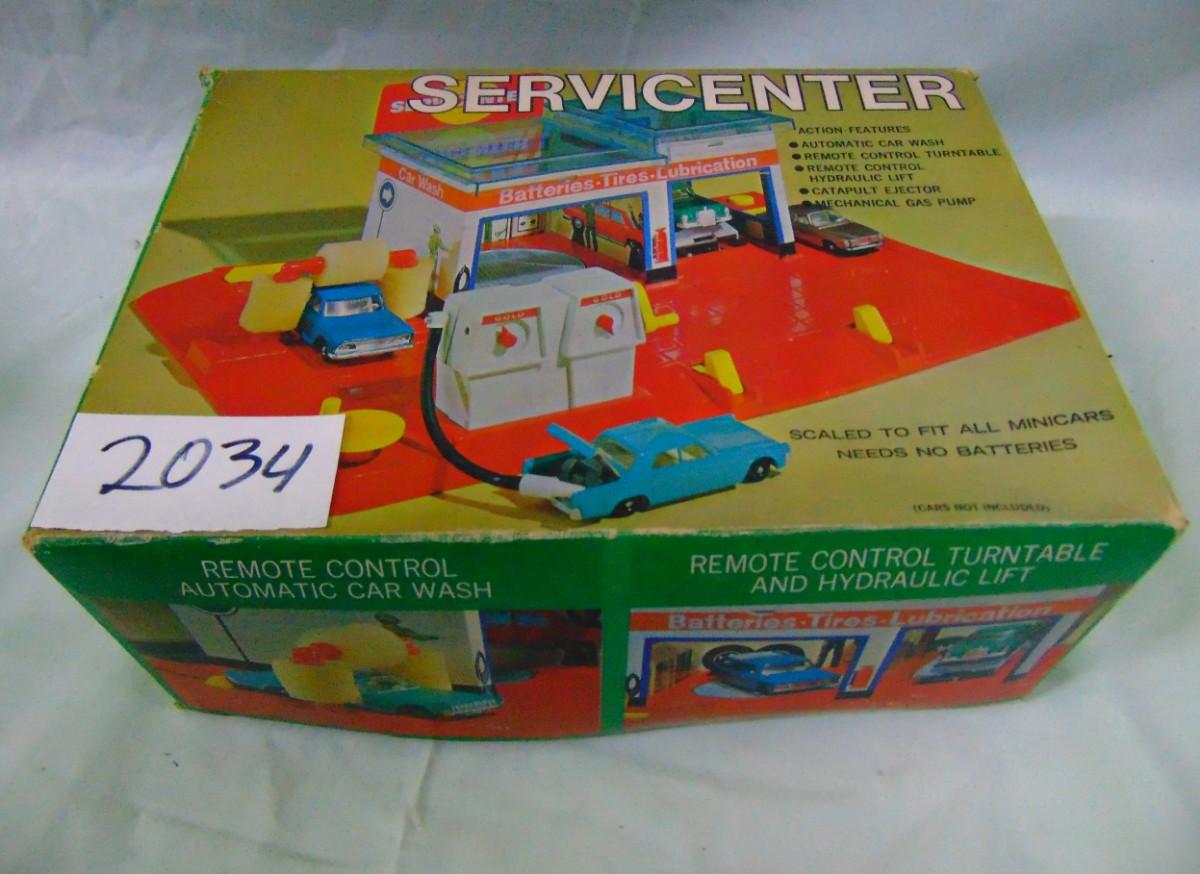 SERVICENTER
ACTION FEATURES
● AUTOMATIC CAR WASH
● REMOTE CONTROL TURNTABLE
● REMOTE CONTROL
HYDRAULIC LIFT
● CATAPULT EJECTOR
● MECHANICAL GAS PUMP
Car Wash
Batteries·Tires·Lubrication
GOLD
GOLD
SCALED TO FIT ALL MINICARS
NEEDS NO BATTERIES
(CARS NOT INCLUDED)
2034
REMOTE CONTROL
AUTOMATIC CAR WASH
REMOTE CONTROL TURNTABLE
AND HYDRAULIC LIFT
Batteries·Tires·Lubrication